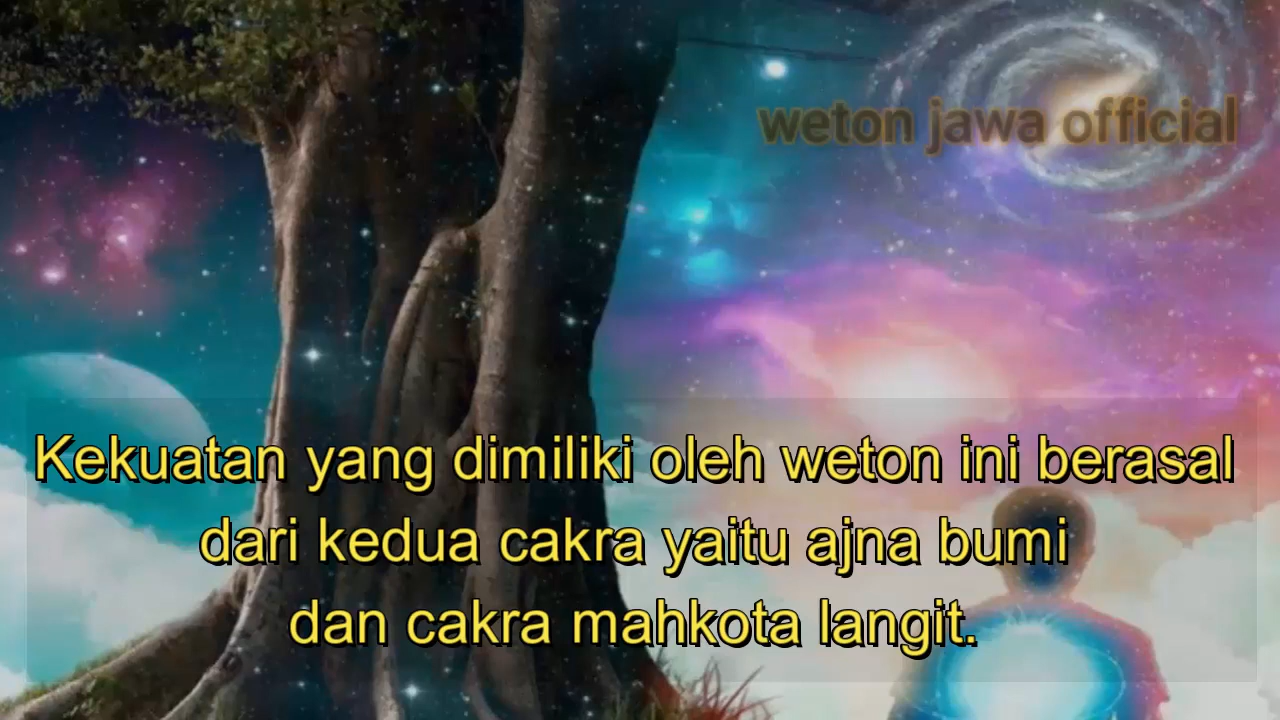 weton jawa official
Kekuatan yang dimiliki oleh weton ini berasal
dari kedua cakra yaitu ajna bumi
dan cakra mahkota langit.